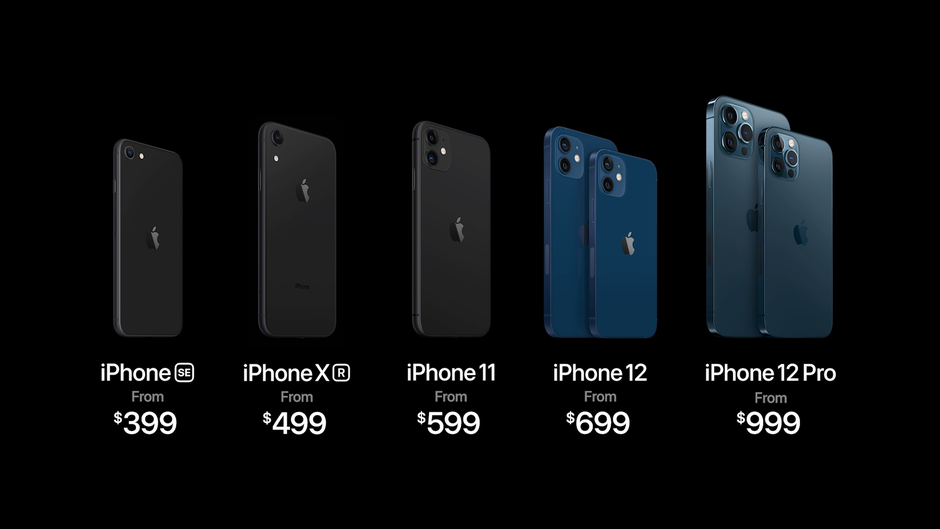 iPhone SE
From
$399
iPhone XR
From
$499
iPhone 11
From
$599
iPhone 12
From
$699
iPhone 12 Pro
From
$999